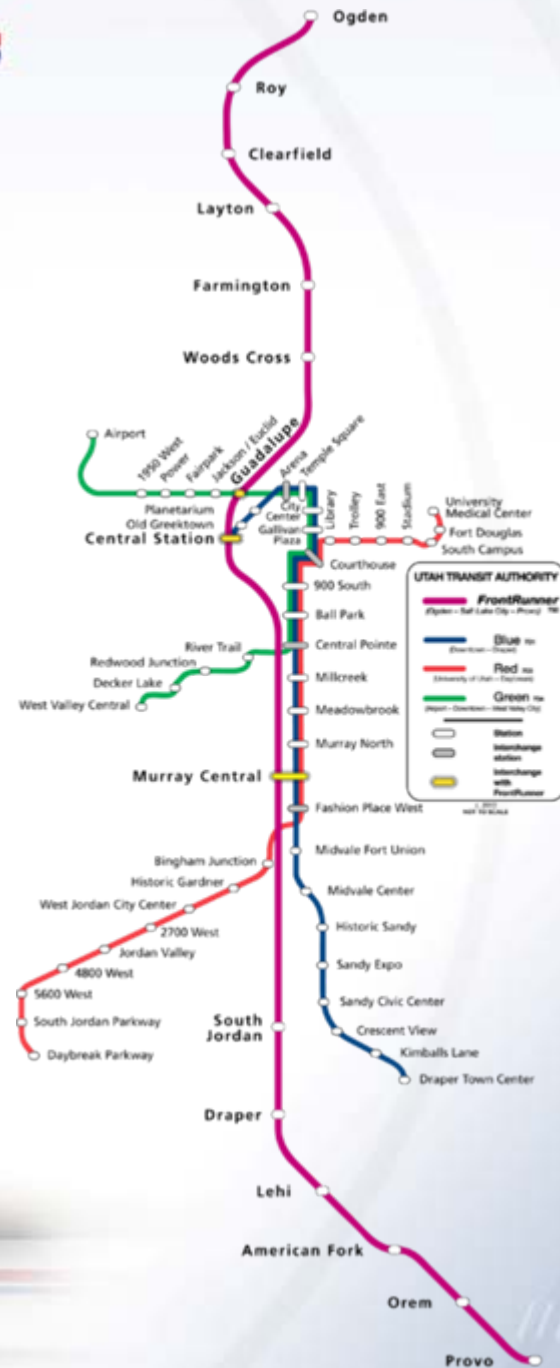 Ogden
Roy
Clearfield
Layton
Farmington
Woods Cross
Airport
1950 West
Power
Fairpark
Jackson / Euclid
Guadalupe
Arena
Temple Square
Planetarium
Old Greektown
Central Station
City
Center
Gallivan
Plaza
Library
Trolley
900 East
Stadium
University
Medical Center
Fort Douglas
South Campus
Courthouse
900 South
Ball Park
Central Pointe
River Trail
Redwood Junction
Decker Lake
West Valley Central
Millcreek
Meadowbrook
Murray North
Murray Central
Fashion Place West
UTAH TRANSIT AUTHORITY
FrontRunner
(Ogden – Salt Lake City – Provo) 750
Blue 701
(Downtown – Draper)
Red 703
(University of Utah – Daybreak)
Green 704
(Airport – Downtown – West Valley City)
Station
Interchange
station
Interchange
with
FrontRunner
NOT TO SCALE
Bingham Junction
Historic Gardner
West Jordan City Center
2700 West
Jordan Valley
4800 West
5600 West
South Jordan Parkway
Daybreak Parkway
Midvale Fort Union
Midvale Center
Historic Sandy
Sandy Expo
Sandy Civic Center
Crescent View
Kimballs Lane
Draper Town Center
South
Jordan
Draper
Lehi
American Fork
Orem
Provo